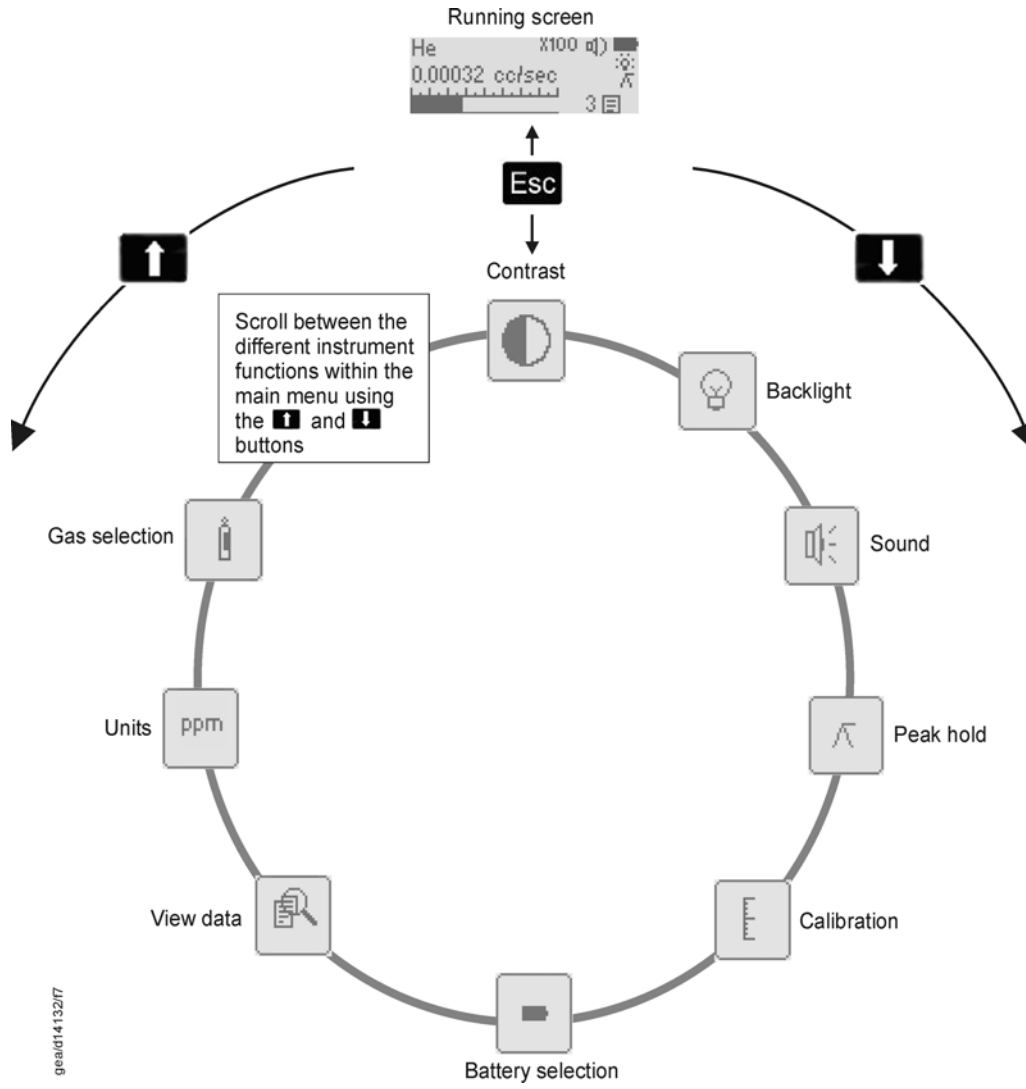 Running screen
He X100
0.00032 cc/sec
3
Esc
Contrast
Scroll between the
different instrument
functions within the
main menu using
the and
buttons
Backlight
Gas selection
Sound
Units
ppm
Peak hold
View data
Calibration
Battery selection
gea/d14132/f7